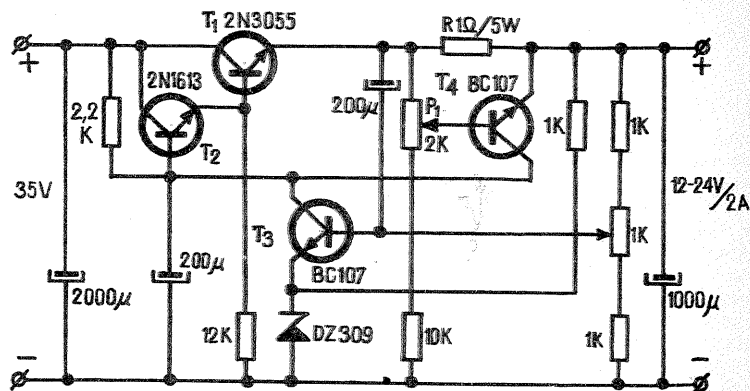 T1 2N3055
R1Ω/5W
+
+
2N1613
T4 BC107
2,2
K
200μ
P1
2K
1K
1K
T2
35V
12-24V/2A
T3
1K
BC107
2000μ
200μ
1000μ
12K
DZ309
10K
1K
−
−